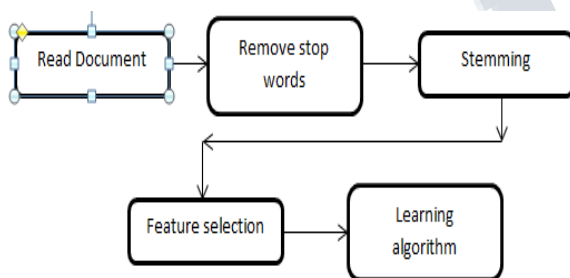 Read Document
Remove stop
words
Stemming
Feature selection
Learning
algorithm